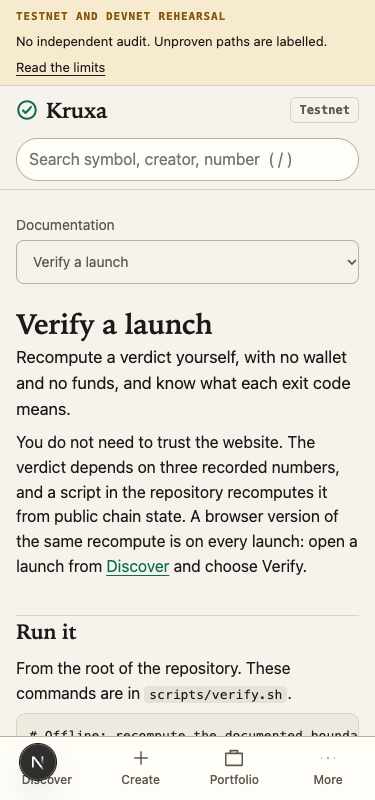 TESTNET AND DEVNET REHEARSAL
No independent audit. Unproven paths are labelled.
Read the limits
Kruxa
Testnet
Search symbol, creator, number ( / )
Documentation
Verify a launch
Verify a launch
Recompute a verdict yourself, with no wallet
and no funds, and know what each exit code
means.
You do not need to trust the website. The
verdict depends on three recorded numbers,
and a script in the repository recomputes it
from public chain state. A browser version of
the same recompute is on every launch: open a
launch from Discover and choose Verify.
Run it
From the root of the repository. These
commands are in scripts/verify.sh.
# Offline: recompute the documented bounda
N
Discover
Create
Portfolio
More